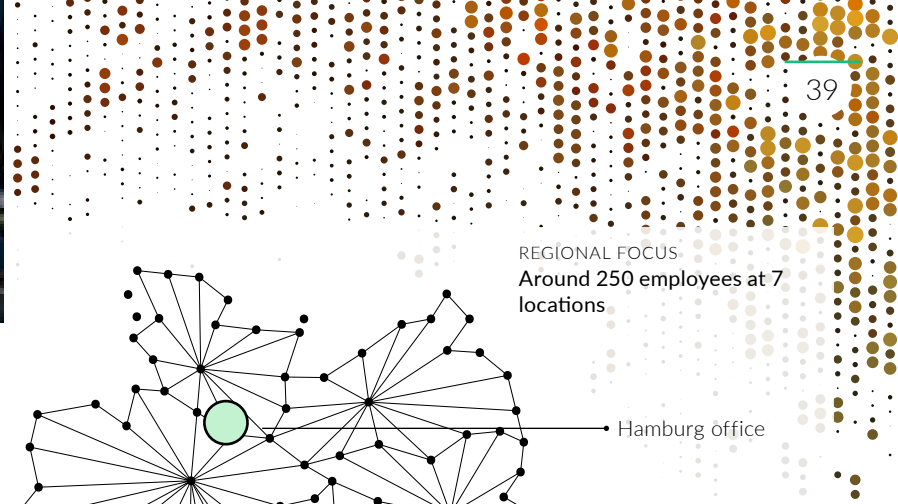 39
REGIONAL FOCUS
Around 250 employees at 7
locations
Hamburg office